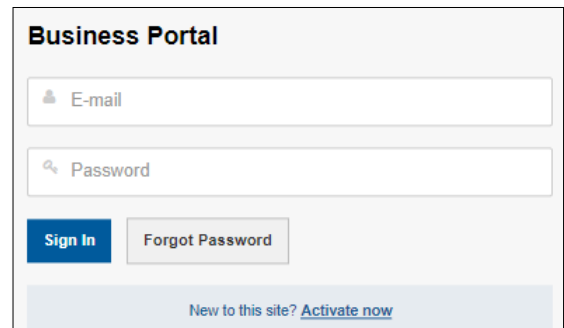 Business Portal
E-mail
Password
Sign In Forgot Password
New to this site? Activate now